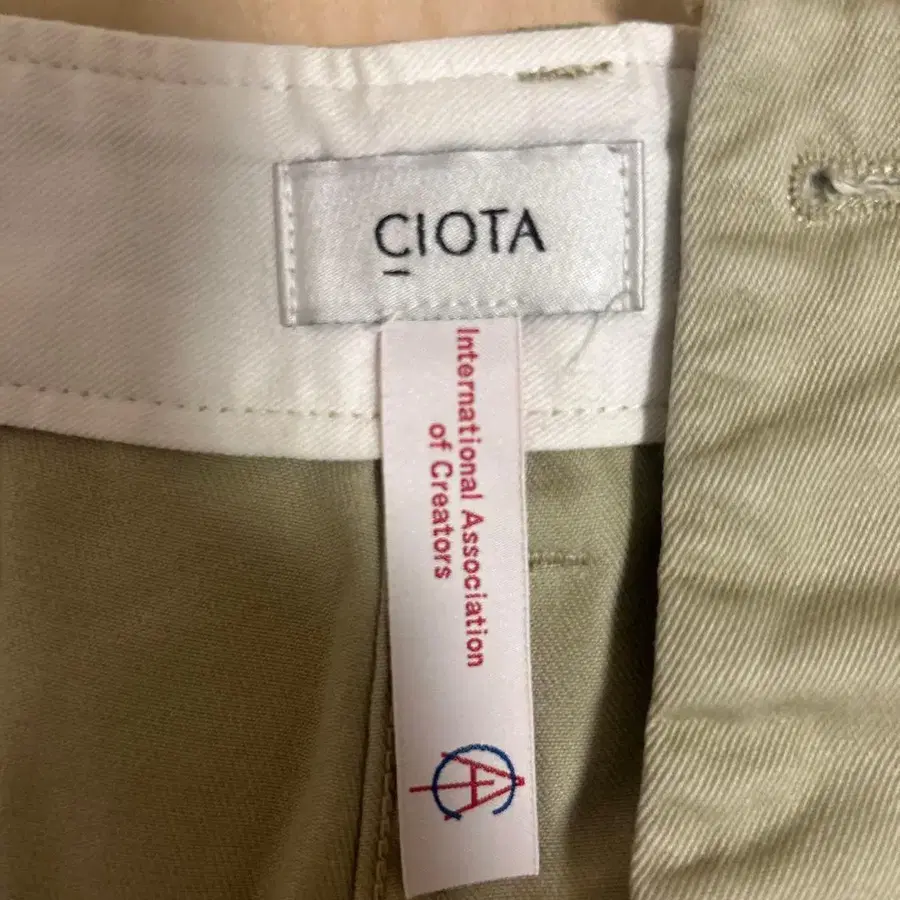 CIOTA
International Association
of Creators